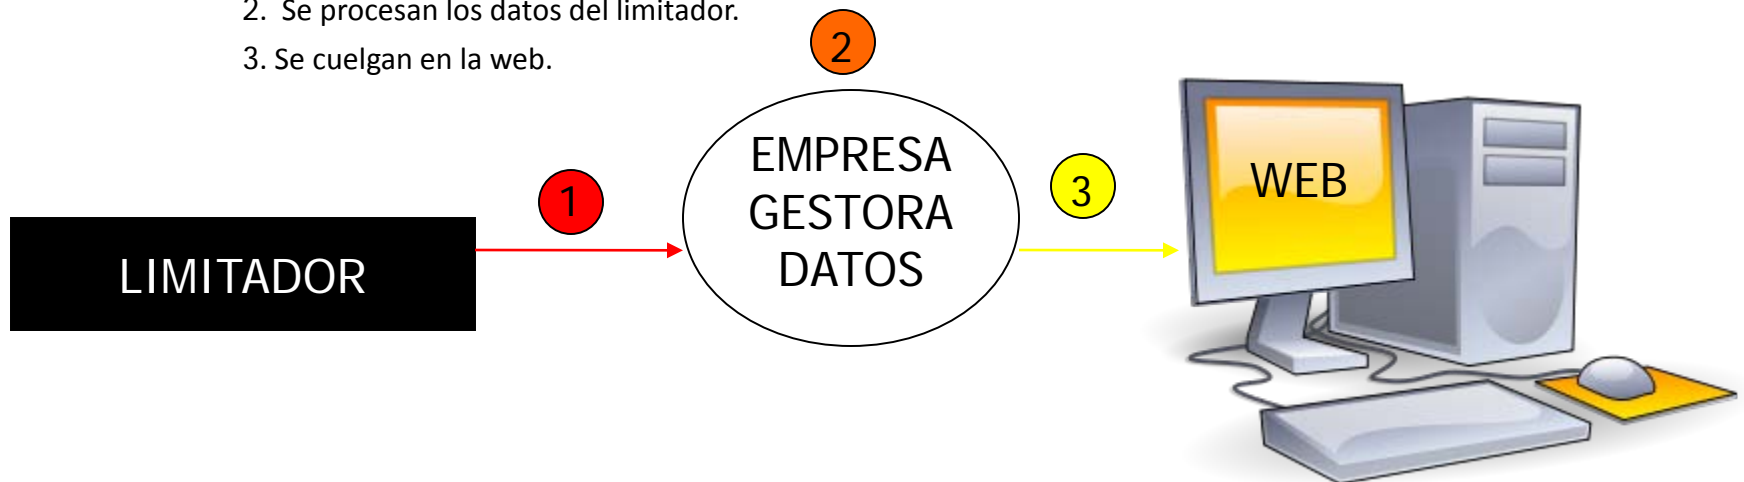 2. Se procesan los datos del limitador.
3. Se cuelgan en la web.
2
EMPRESA
GESTORA
DATOS
1
3
WEB
LIMITADOR